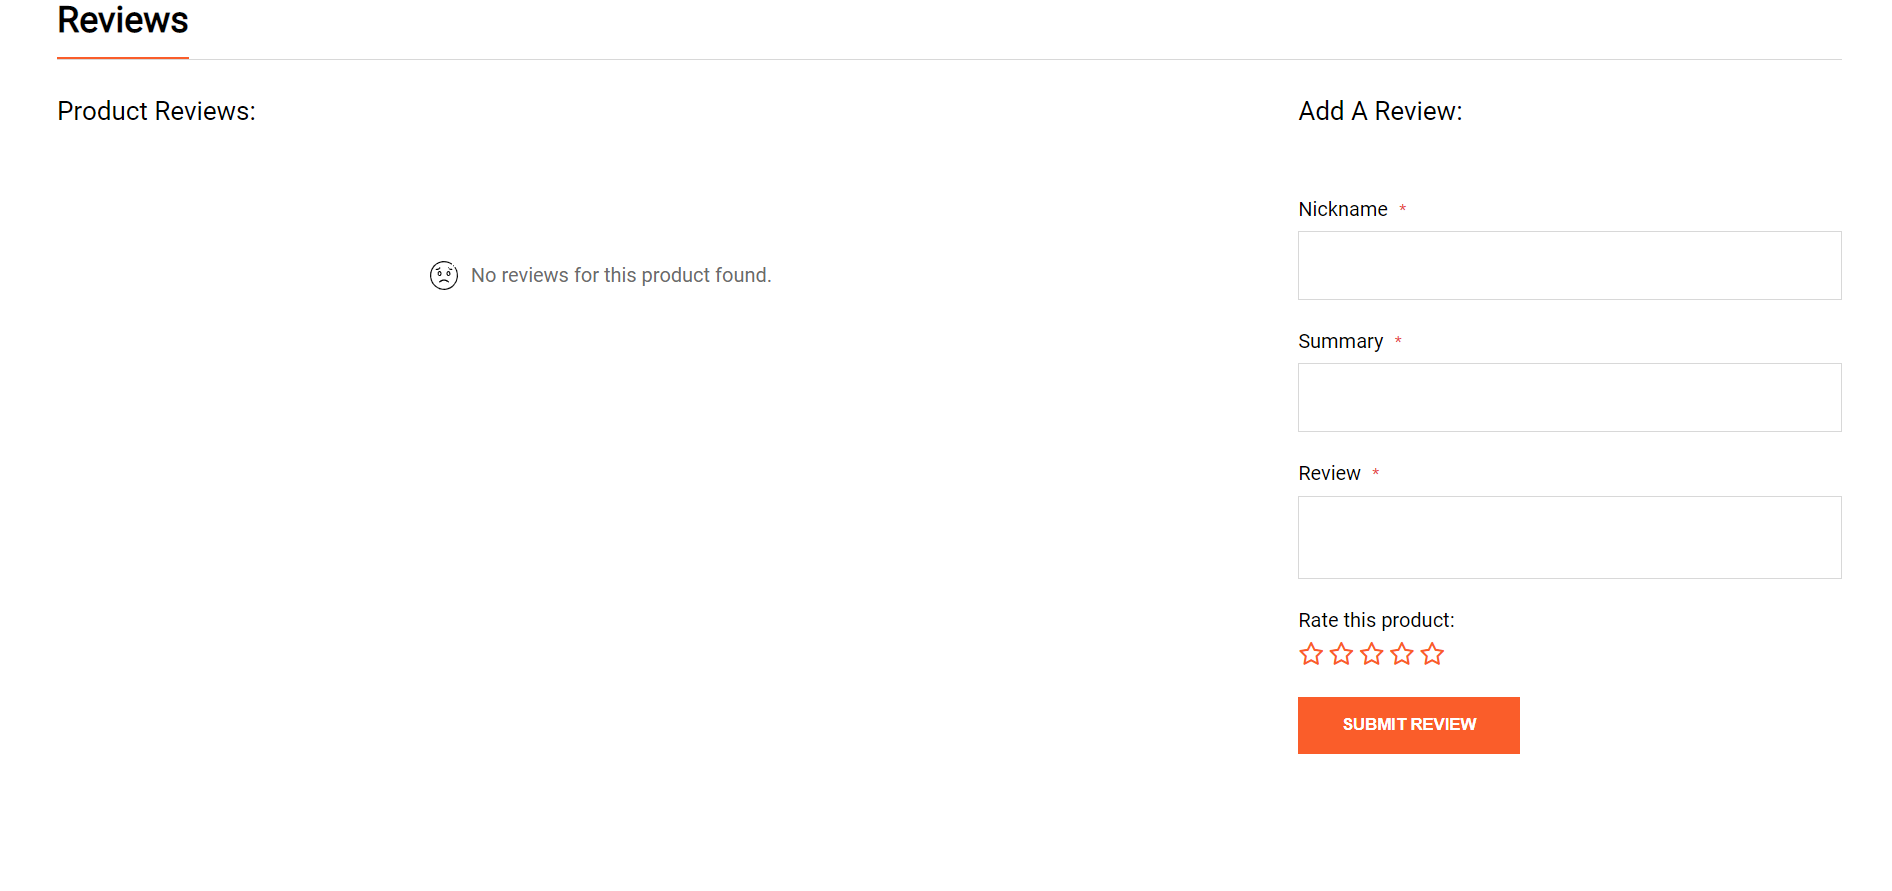 Reviews
Product Reviews:
No reviews for this product found.
Add A Review:
Nickname *
Summary *
Review *
Rate this product:
SUBMIT REVIEW